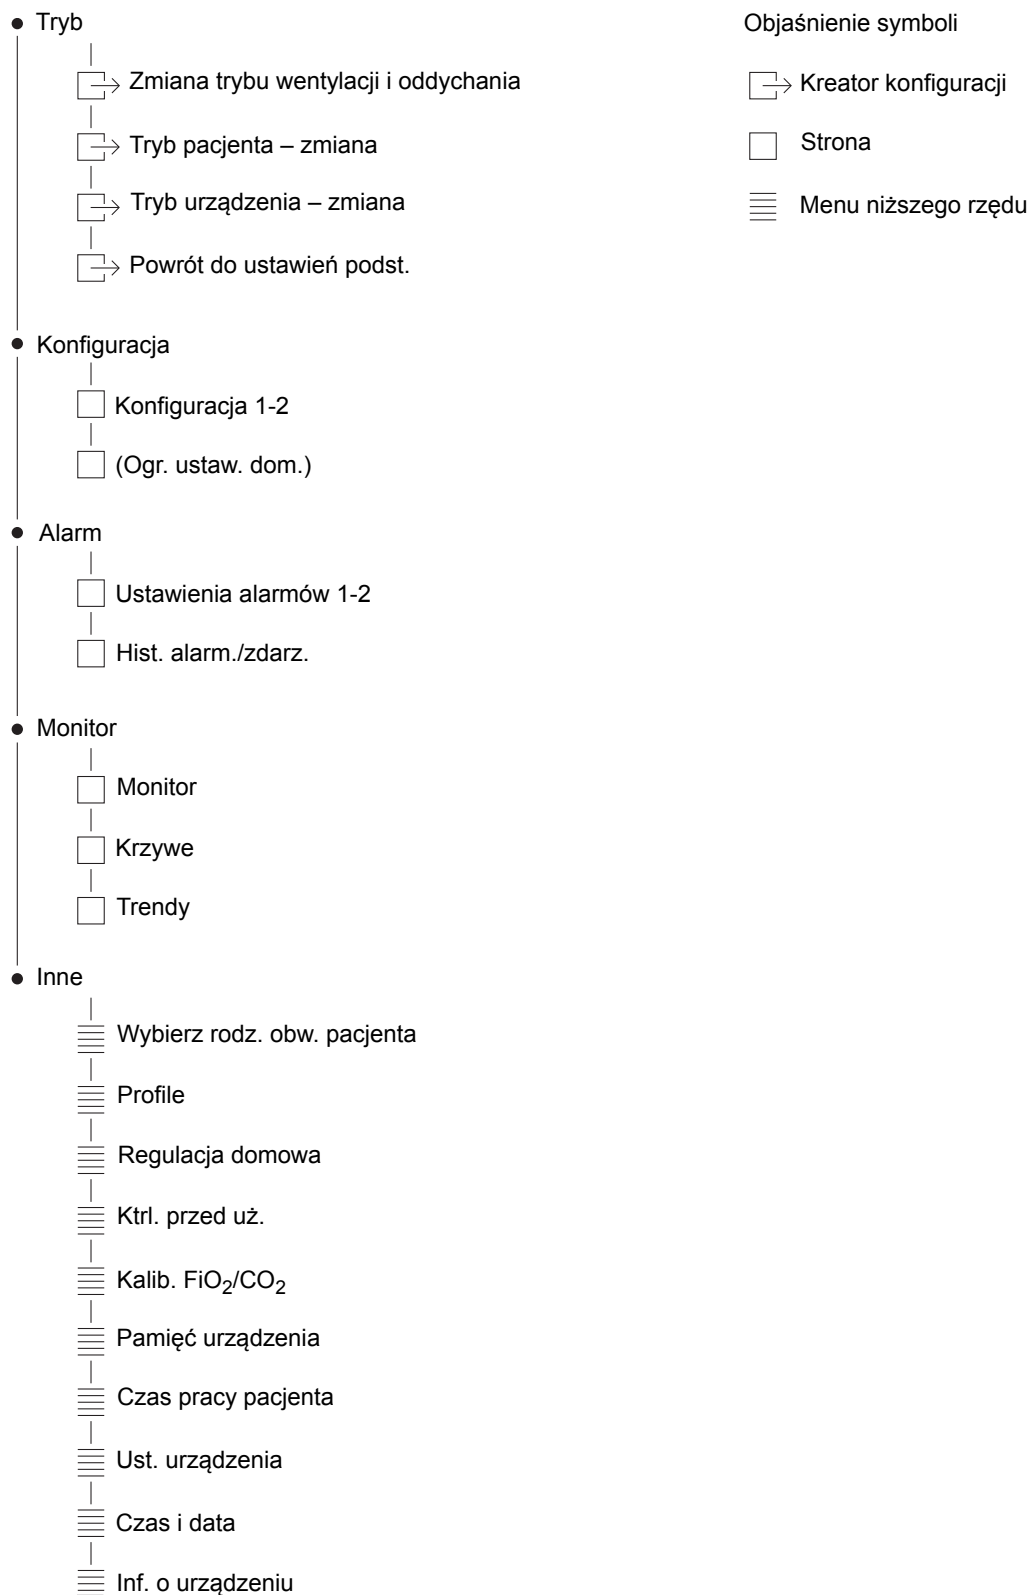 Tryb
Zmiana trybu wentylacji i oddychania
Tryb pacjenta – zmiana
Tryb urządzenia – zmiana
Powrót do ustawień podst.
Konfiguracja
Konfiguracja 1-2
(Ogr. ustaw. dom.)
Alarm
Ustawienia alarmów 1-2
Hist. alarm./zdarz.
Monitor
Monitor
Krzywe
Trendy
Inne
Wybierz rodz. obw. pacjenta
Profile
Regulacja domowa
Ktrl. przed uż.
Kalib. FiO2/CO2
Pamięć urządzenia
Czas pracy pacjenta
Ust. urządzenia
Czas i data
Inf. o urządzeniu
Objaśnienie symboli
Kreator konfiguracji
Strona
Menu niższego rzędu